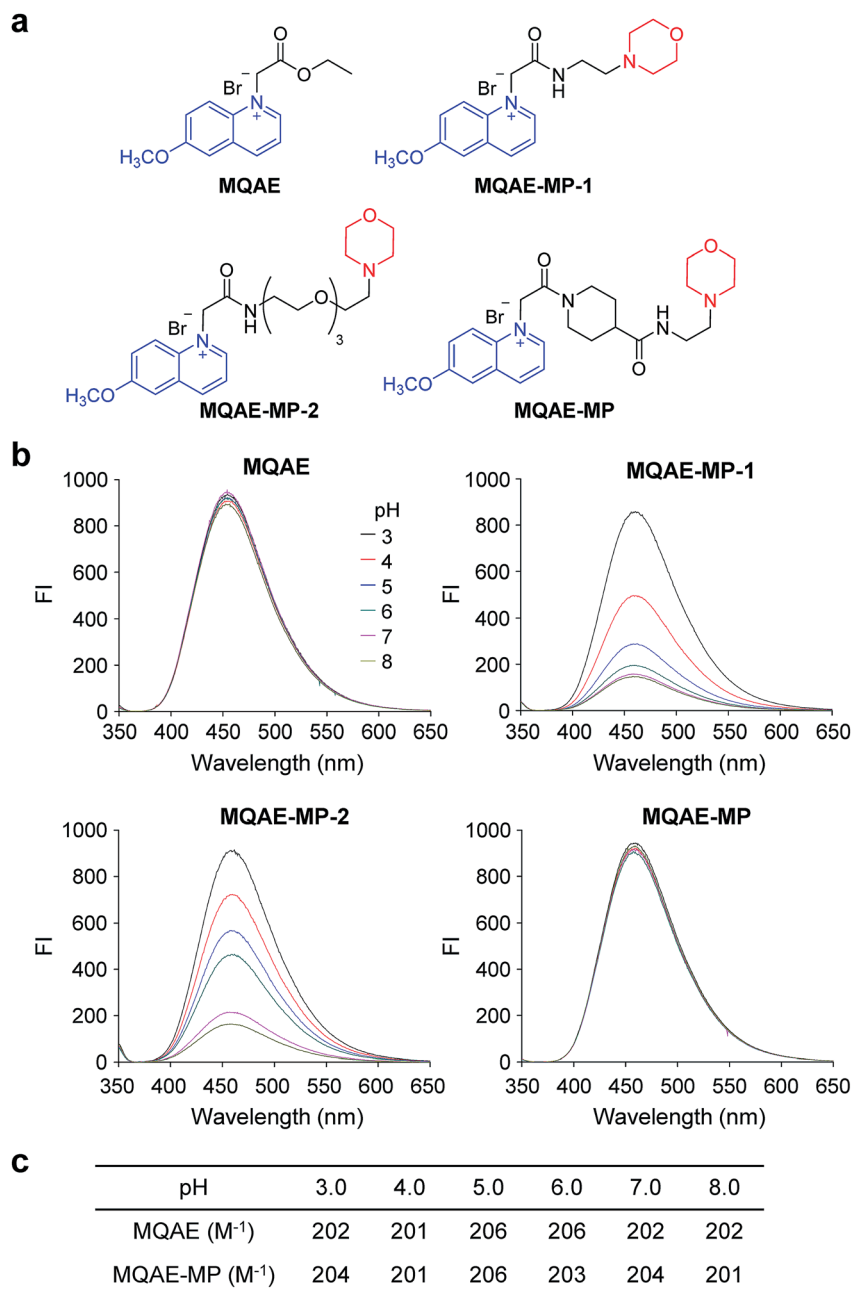 a
O
O
Br
−
N
+
H₃CO
MQAE
O
N
H
N
O
Br
−
N
+
H₃CO
MQAE-MP-1
O
N
O
N
H
O
3
Br
−
N
+
H₃CO
MQAE-MP-2
O
N
O
N
H
O
N
Br
−
N
+
H₃CO
MQAE-MP
b
MQAE
1000
800
600
400
200
0
FI
pH
3
4
5
6
7
8
350 400 450 500 550 600 650
Wavelength (nm)
MQAE-MP-1
1000
800
600
400
200
0
FI
350 400 450 500 550 600 650
Wavelength (nm)
MQAE-MP-2
1000
800
600
400
200
0
FI
350 400 450 500 550 600 650
Wavelength (nm)
MQAE-MP
1000
800
600
400
200
0
FI
350 400 450 500 550 600 650
Wavelength (nm)
c
pH 3.0 4.0 5.0 6.0 7.0 8.0
MQAE (M⁻¹) 202 201 206 206 202 202
MQAE-MP (M⁻¹) 204 201 206 203 204 201